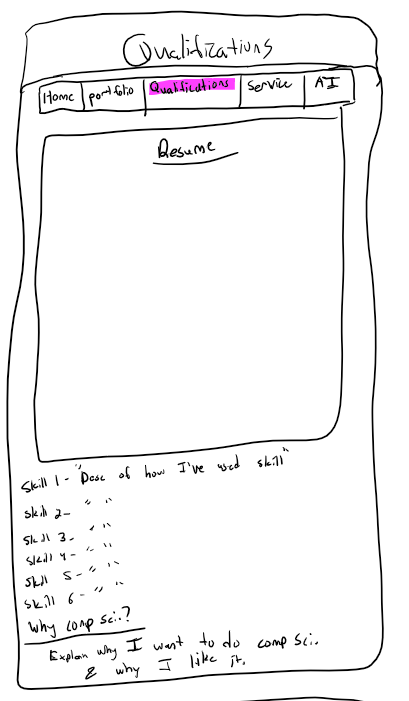 Qualifications
Home portfolio Qualifications Service AI
Resume
Skill 1 - "Desc of how I've used skill"
skill 2 - " "
skill 3 - " "
skill 4 - " "
skill 5 - " "
skill 6 - " "
Why comp sci.?
Explain why I want to do comp sci.
& why I like it.